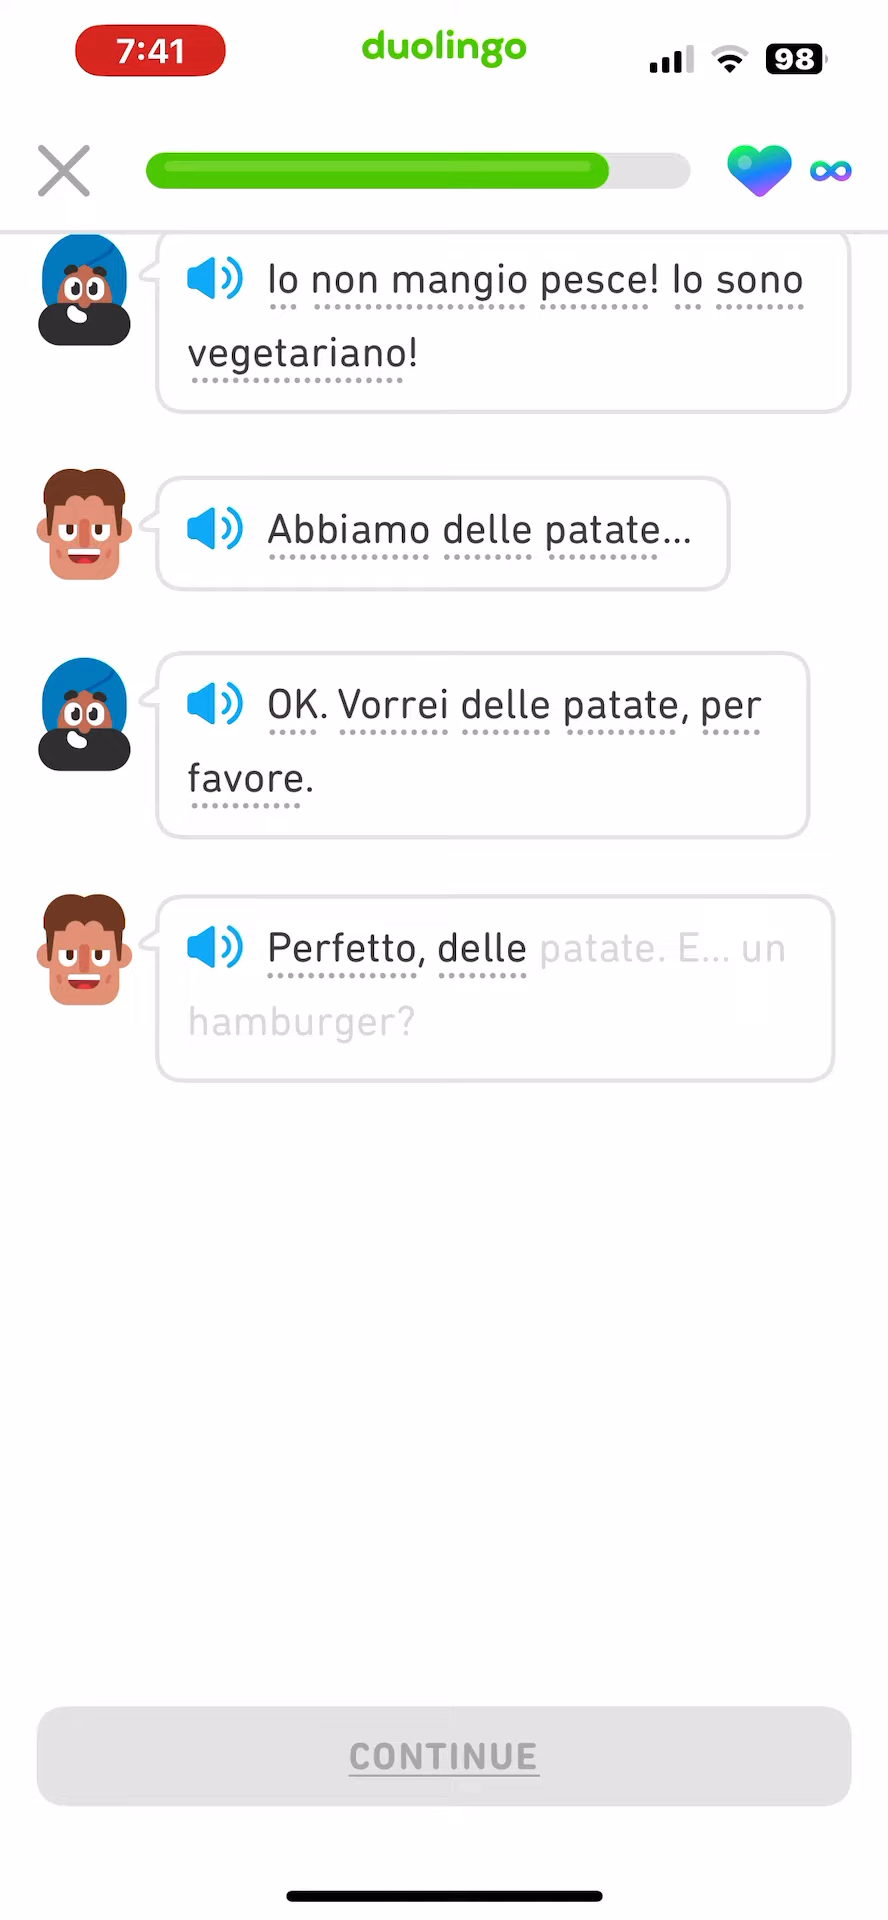 7:41
duolingo
98
Io non mangio pesce! Io sono
vegetariano!
Abbiamo delle patate...
OK. Vorrei delle patate, per
favore.
Perfetto, delle patate. E... un
hamburger?
CONTINUE